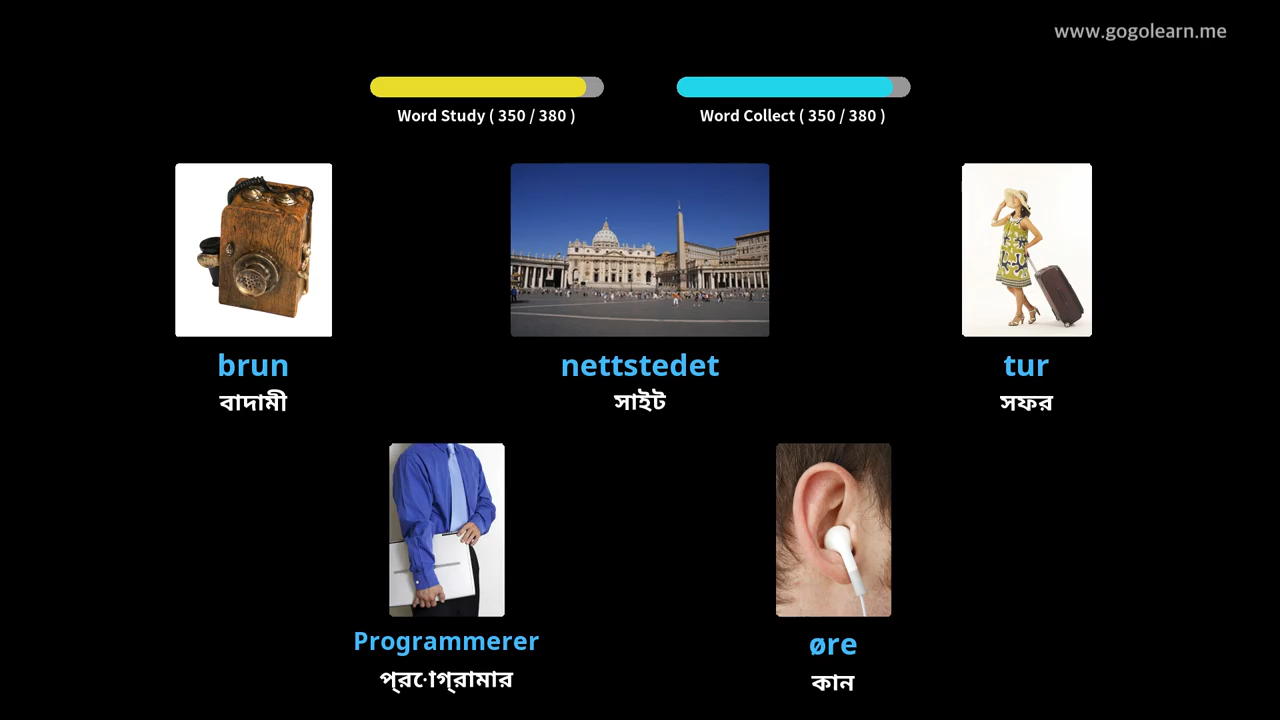 www.gogolearn.me
Word Study ( 350 / 380 )
Word Collect ( 350 / 380 )
brun
বাদামী
nettstedet
সাইট
tur
সফর
Programmerer
প্রোগ্রামার
øre
কান